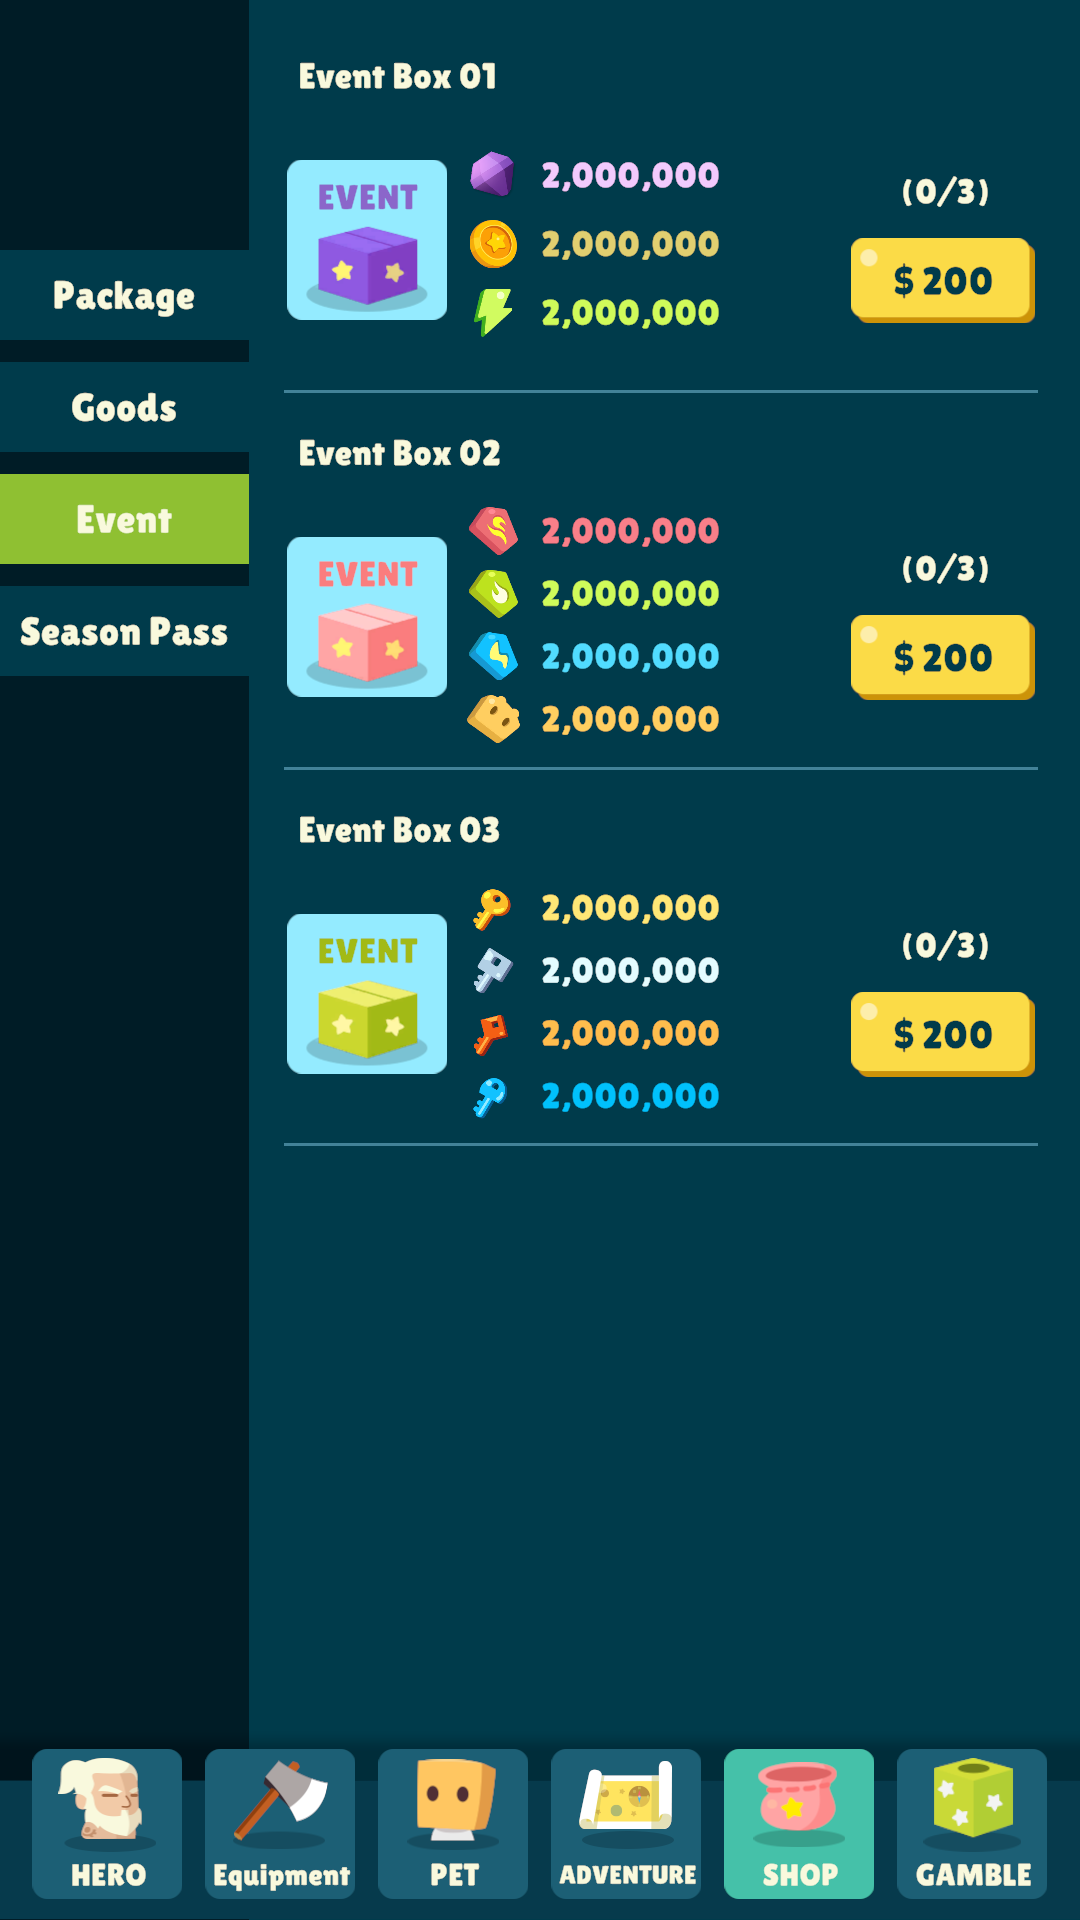 Package
Goods
Event
Season Pass
Event Box 01
EVENT
2,000,000
2,000,000
2,000,000
(0/3)
$ 200
Event Box 02
EVENT
2,000,000
2,000,000
2,000,000
2,000,000
(0/3)
$ 200
Event Box 03
EVENT
2,000,000
2,000,000
2,000,000
2,000,000
(0/3)
$ 200
HERO
Equipment
PET
ADVENTURE
SHOP
GAMBLE